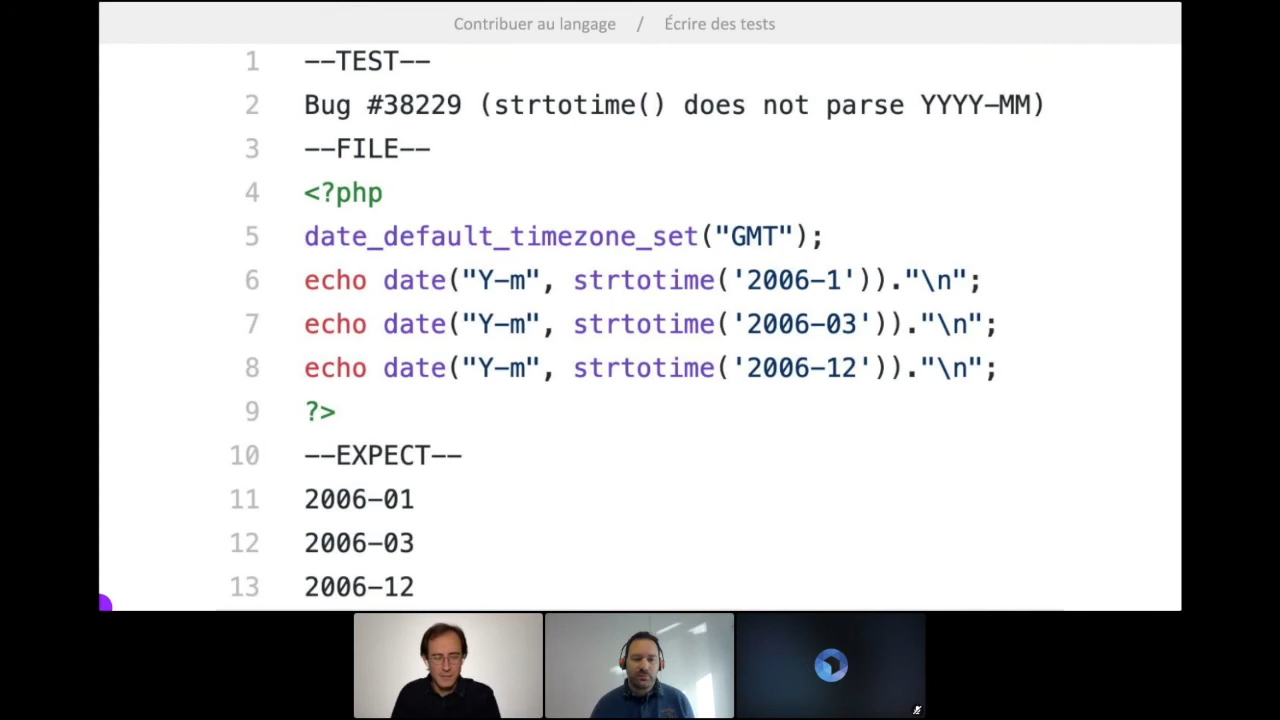 Contribuer au langage / Écrire des tests
1 --TEST--
2 Bug #38229 (strtotime() does not parse YYYY-MM)
3 --FILE--
4 <?php
5 date_default_timezone_set("GMT");
6 echo date("Y-m", strtotime('2006-1'))."\n";
7 echo date("Y-m", strtotime('2006-03'))."\n";
8 echo date("Y-m", strtotime('2006-12'))."\n";
9 ?>
10 --EXPECT--
11 2006-01
12 2006-03
13 2006-12